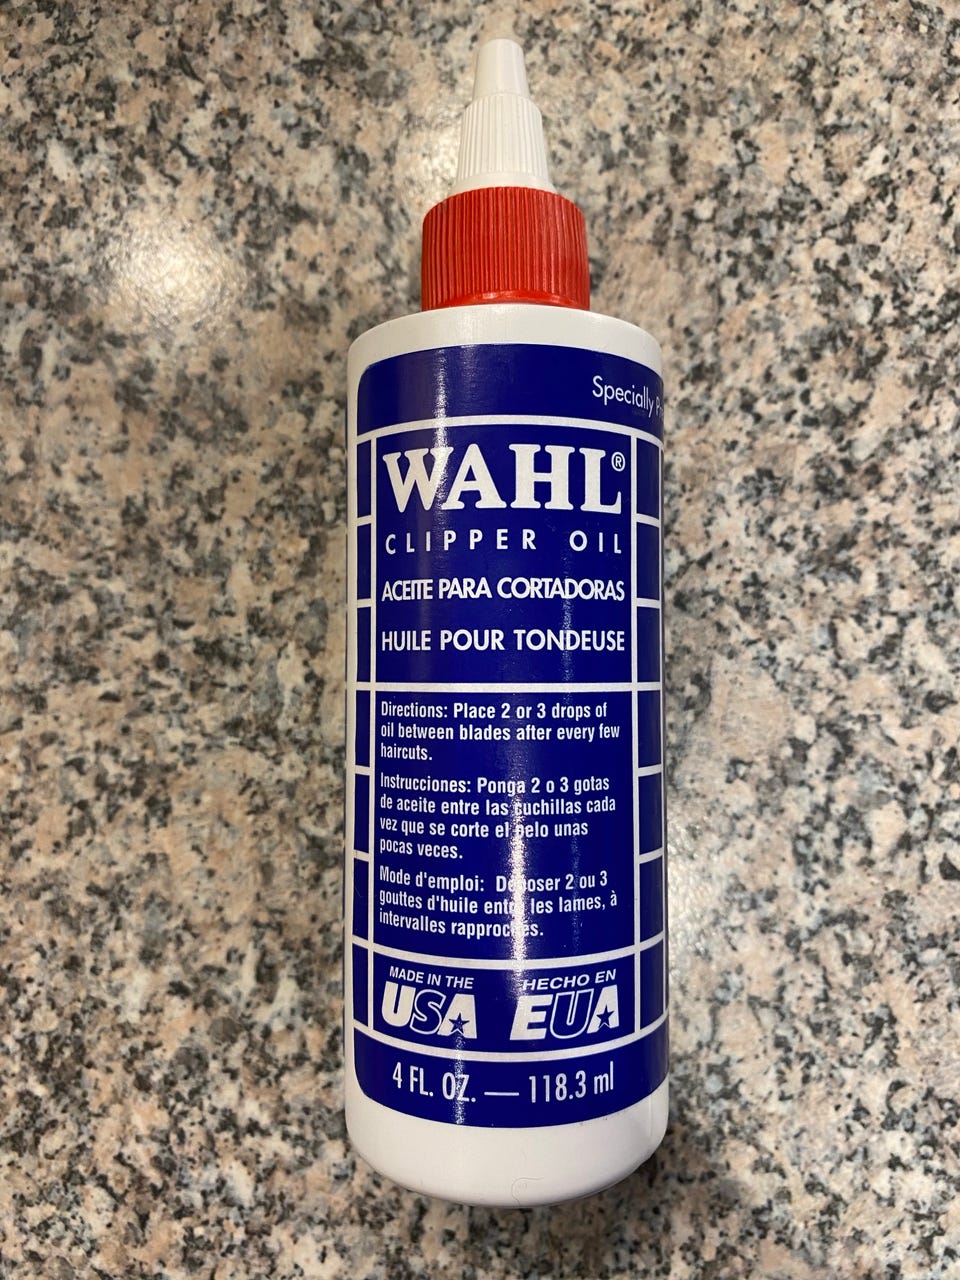 Specially
WAHL®
CLIPPER OIL
ACEITE PARA CORTADORAS
HUILE POUR TONDEUSE
Directions: Place 2 or 3 drops of
oil between blades after every few
haircuts.
Instrucciones: Ponga 2 o 3 gotas
de aceite entre las cuchillas cada
vez que se corte el pelo unas
pocas veces.
Mode d'emploi: Déposer 2 ou 3
gouttes d'huile entre les lames, à
intervalles rapprochés.
MADE IN THE
USA
HECHO EN
EUA
4 FL. OZ. — 118.3 ml